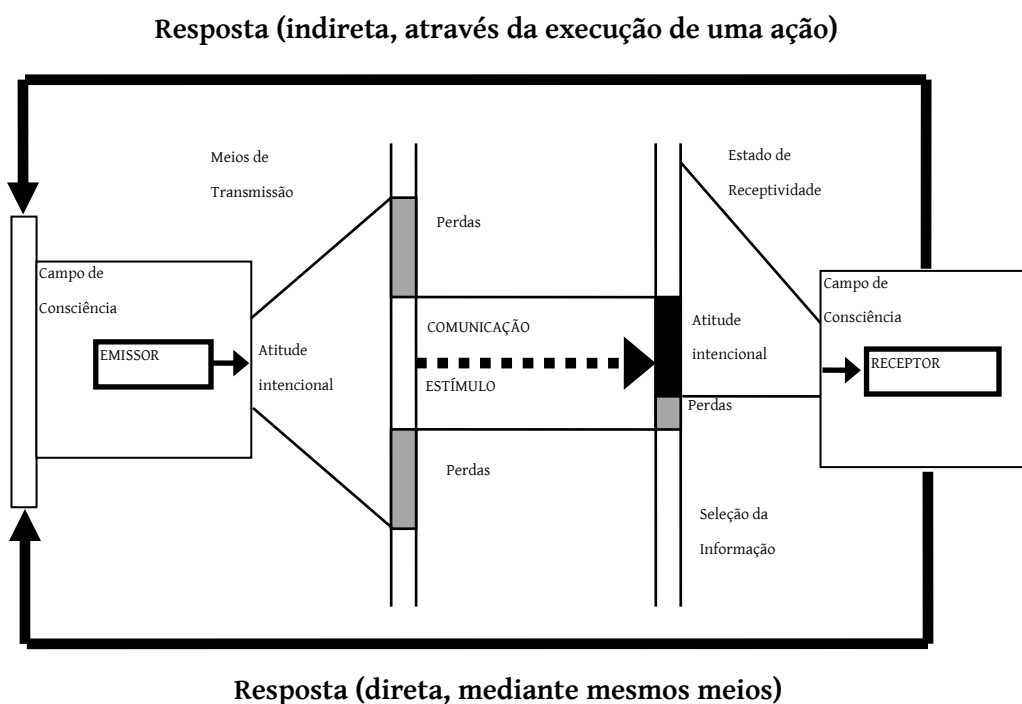 Resposta (indireta, através da execução de uma ação)
Meios de
Transmissão
Estado de
Receptividade
Perdas
Campo de
Consciência
Campo de
Consciência
EMISSOR
Atitude
intencional
COMUNICAÇÃO
ESTÍMULO
Atitude
intencional
RECEPTOR
Perdas
Perdas
Seleção da
Informação
Resposta (direta, mediante mesmos meios)